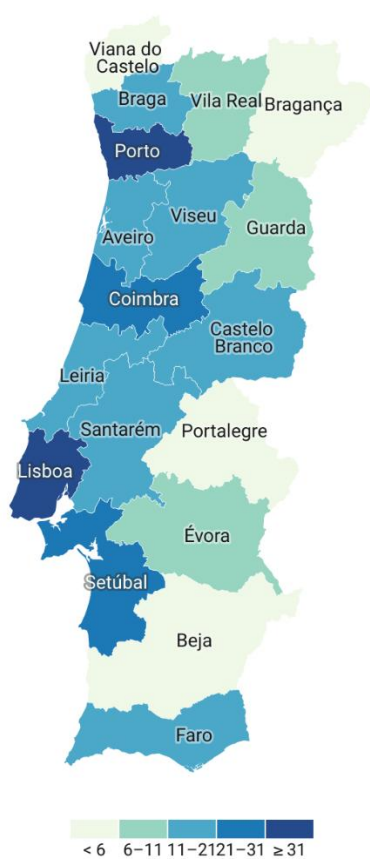 Viana do
Castelo
Braga
Vila Real
Bragança
Porto
Viseu
Aveiro
Guarda
Coimbra
Castelo
Branco
Leiria
Santarém
Portalegre
Lisboa
Évora
Setúbal
Beja
Faro
< 6 6–11 11–21 21–31 ≥ 31